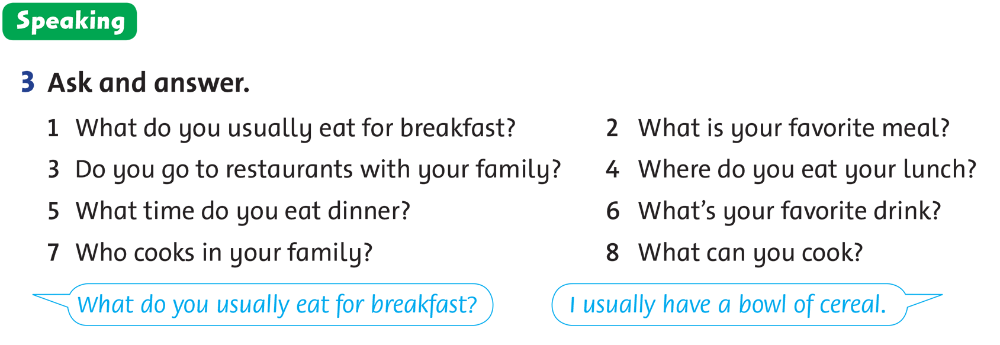 Speaking
3 Ask and answer.
1 What do you usually eat for breakfast? 2 What is your favorite meal?
3 Do you go to restaurants with your family? 4 Where do you eat your lunch?
5 What time do you eat dinner? 6 What's your favorite drink?
7 Who cooks in your family? 8 What can you cook?
What do you usually eat for breakfast? I usually have a bowl of cereal.